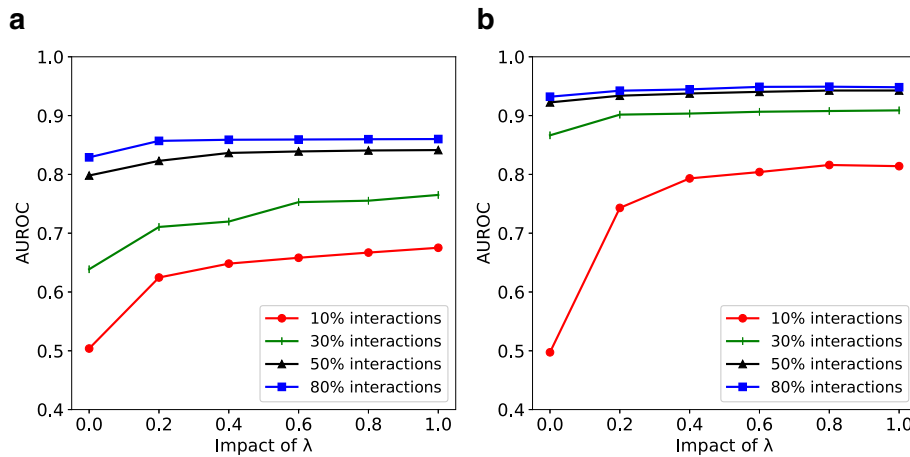 a
1.0
0.9
0.8
0.7
0.6
0.5
0.4
AUROC
0.0 0.2 0.4 0.6 0.8 1.0
Impact of λ
10% interactions
30% interactions
50% interactions
80% interactions
b
1.0
0.9
0.8
0.7
0.6
0.5
0.4
AUROC
0.0 0.2 0.4 0.6 0.8 1.0
Impact of λ
10% interactions
30% interactions
50% interactions
80% interactions